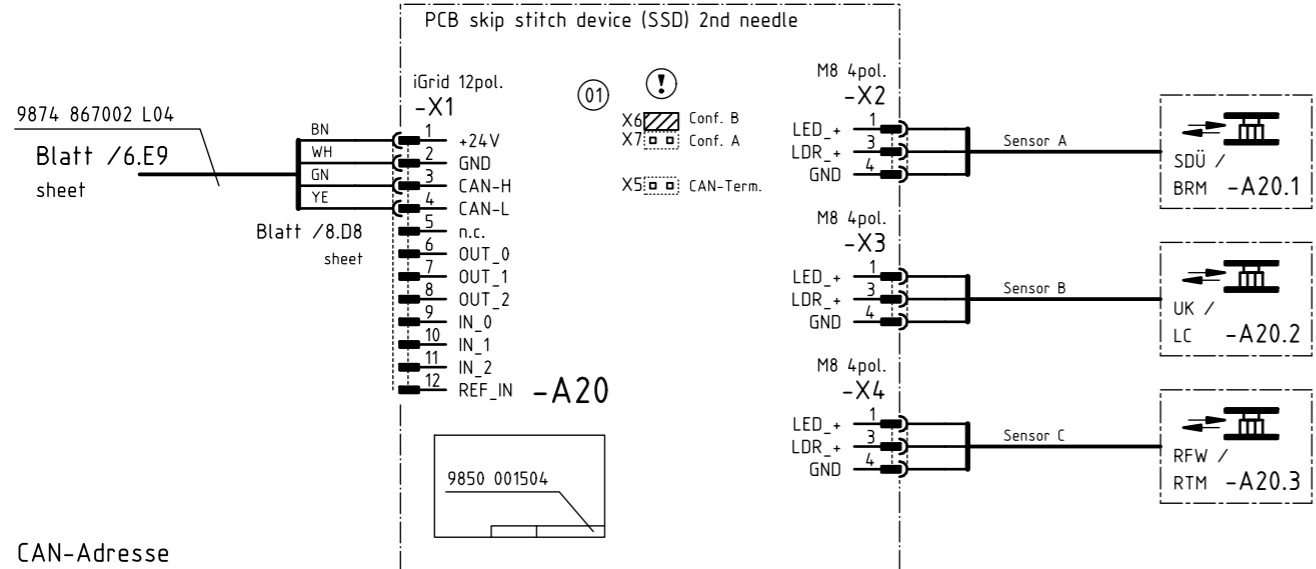 PCB skip stitch device (SSD) 2nd needle
9874 867002 L04
Blatt /6.E9
sheet
BN
WH
GN
YE
Blatt /8.D8
sheet
iGrid 12pol.
-X1
1 +24V
2 GND
3 CAN-H
4 CAN-L
5 n.c.
6 OUT_0
7 OUT_1
8 OUT_2
9 IN_0
10 IN_1
11 IN_2
12 REF_IN
-A20
01
!
X6 Conf. B
X7 Conf. A
X5 CAN-Term.
M8 4pol.
-X2
LED_+ 1
LDR_+ 3
GND 4
Sensor A
SDÜ /
BRM -A20.1
M8 4pol.
-X3
LED_+ 1
LDR_+ 3
GND 4
Sensor B
UK /
LC -A20.2
M8 4pol.
-X4
LED_+ 1
LDR_+ 3
GND 4
Sensor C
RFW /
RTM -A20.3
9850 001504
CAN-Adresse